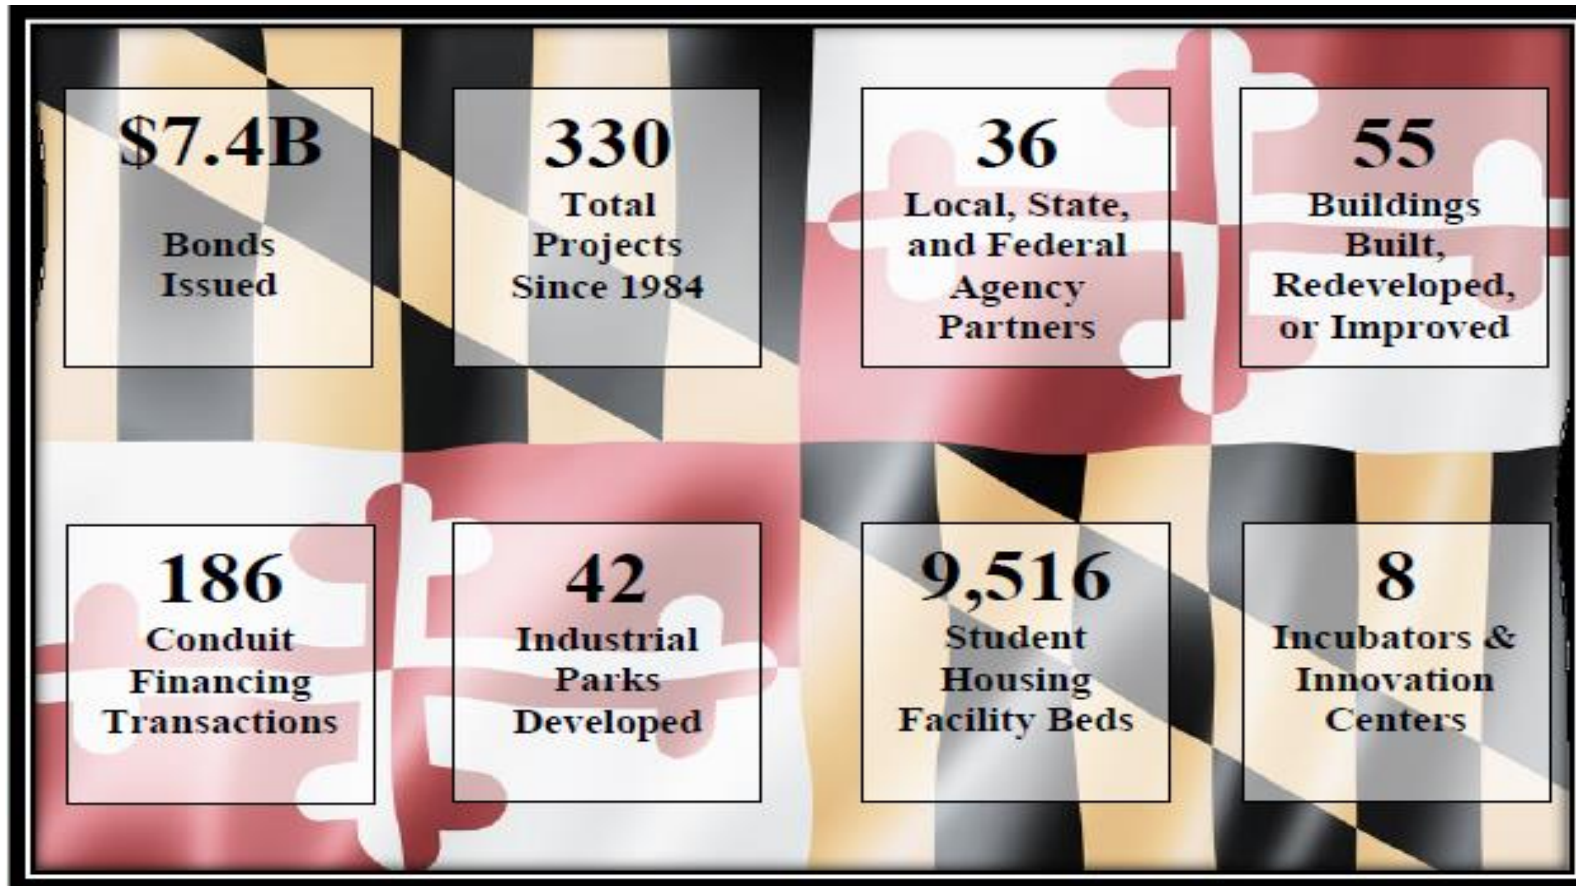 $7.4B
Bonds
Issued
330
Total
Projects
Since 1984
36
Local, State,
and Federal
Agency
Partners
55
Buildings
Built,
Redeveloped,
or Improved
186
Conduit
Financing
Transactions
42
Industrial
Parks
Developed
9,516
Student
Housing
Facility Beds
8
Incubators &
Innovation
Centers